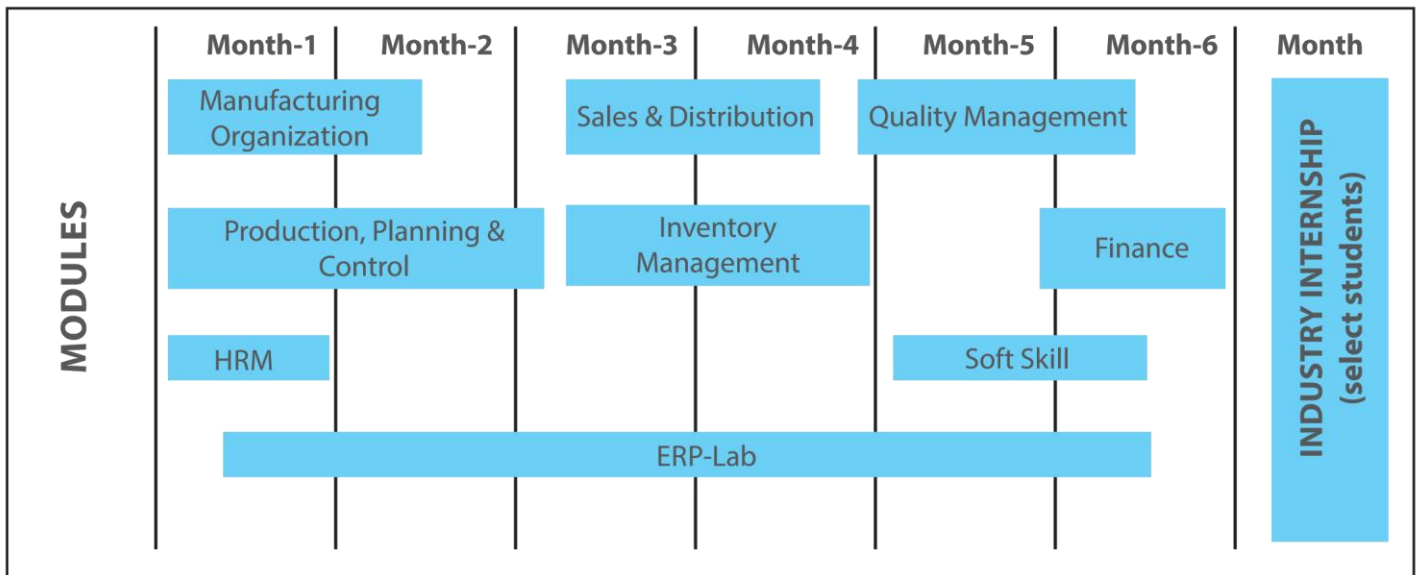 Month-1 Month-2 Month-3 Month-4 Month-5 Month-6 Month
MODULES
Manufacturing
Organization
Sales & Distribution
Quality Management
Production, Planning &
Control
Inventory
Management
Finance
HRM
Soft Skill
ERP-Lab
INDUSTRY INTERNSHIP
(select students)